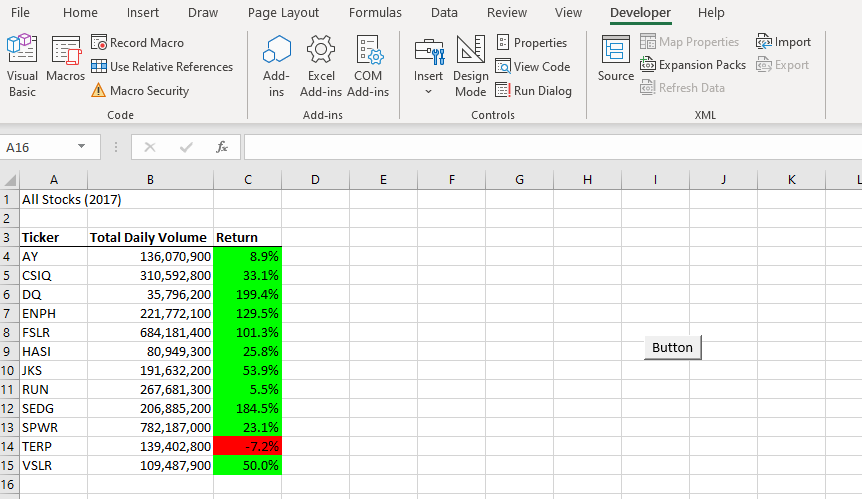 File Home Insert Draw Page Layout Formulas Data Review View Developer Help
Visual Basic
Macros
Record Macro
Use Relative References
Macro Security
Code
Add-ins
Excel Add-ins
COM Add-ins
Add-ins
Insert
Design Mode
Properties
View Code
Run Dialog
Controls
Source
Map Properties
Expansion Packs
Refresh Data
Import
Export
XML
A16 fx
A B C D E F G H I J K L
1 All Stocks (2017)
2
3 Ticker Total Daily Volume Return
4 AY 136,070,900 8.9%
5 CSIQ 310,592,800 33.1%
6 DQ 35,796,200 199.4%
7 ENPH 221,772,100 129.5%
8 FSLR 684,181,400 101.3%
9 HASI 80,949,300 25.8% Button
10 JKS 191,632,200 53.9%
11 RUN 267,681,300 5.5%
12 SEDG 206,885,200 184.5%
13 SPWR 782,187,000 23.1%
14 TERP 139,402,800 -7.2%
15 VSLR 109,487,900 50.0%
16